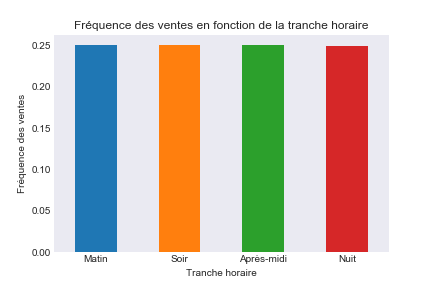 Fréquence des ventes en fonction de la tranche horaire
Fréquence des ventes
0.25
0.20
0.15
0.10
0.05
0.00
Matin Soir Après-midi Nuit
Tranche horaire